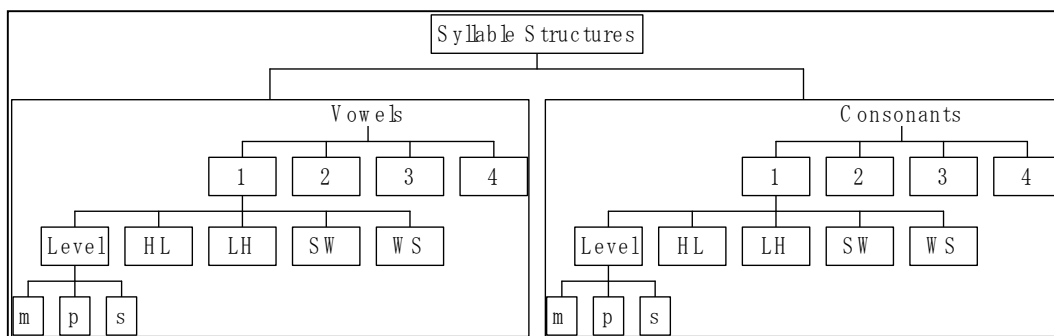 Syllable Structures
Vowels Consonants
1 2 3 4 1 2 3 4
Level HL LH SW WS Level HL LH SW WS
m p s m p s